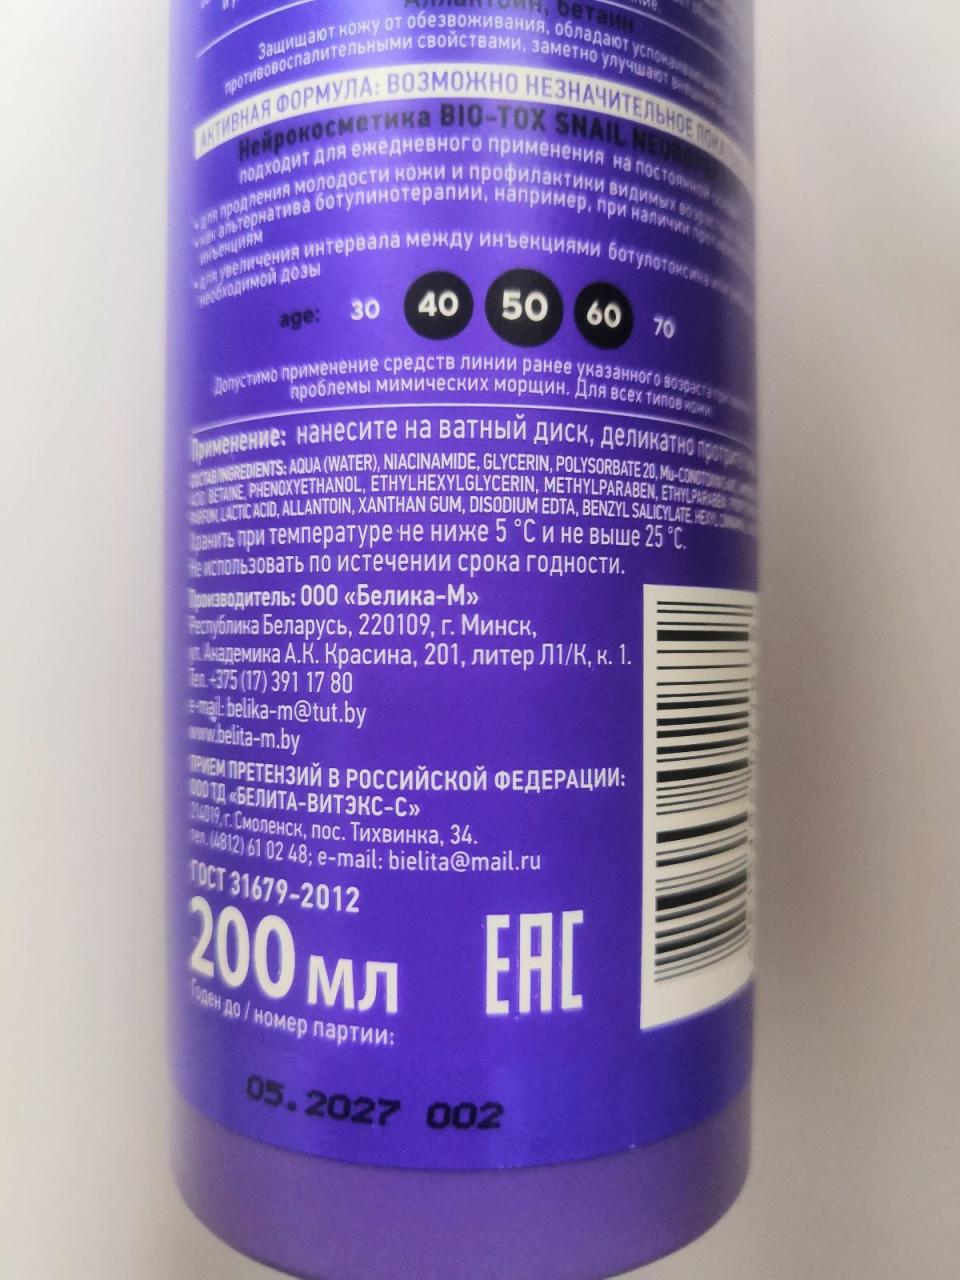 Аллантоин, бетаин
Защищают кожу от обезвоживания, обладают
противовоспалительными свойствами, заметно улучшают
АКТИВНАЯ ФОРМУЛА: ВОЗМОЖНО НЕЗНАЧИТЕЛЬНОЕ
Нейрокосметика BIO-TOX SNAIL
подходит для ежедневного применения на постоянной
• для продления молодости кожи и профилактики видимых
• как альтернатива ботулинотерапии, например, при наличии
инъекциям
• для увеличения интервала между инъекциями ботулотоксина
необходимой дозы
age: 30 40 50 60 70
Допустимо применение средств линии ранее указанного возраста
проблемы мимических морщин. Для всех типов кожи.
Применение: нанесите на ватный диск, деликатно
СОСТАВ/INGREDIENTS: AQUA (WATER), NIACINAMIDE, GLYCERIN, POLYSORBATE 20,
ACID, BETAINE, PHENOXYETHANOL, ETHYLHEXYLGLYCERIN, METHYLPARABEN, ETHYLPARABEN,
PARFUM, LACTIC ACID, ALLANTOIN, XANTHAN GUM, DISODIUM EDTA, BENZYL SALICYLATE, HEXYL
Хранить при температуре не ниже 5 °С и не выше 25 °С.
Не использовать по истечении срока годности.
Производитель: ООО «Белика-М»
Республика Беларусь, 220109, г. Минск,
ул. Академика А.К. Красина, 201, литер Л1/К, к. 1.
Тел. +375 (17) 391 17 80
e-mail: belika-m@tut.by
www.belita-m.by
ПРИЕМ ПРЕТЕНЗИЙ В РОССИЙСКОЙ ФЕДЕРАЦИИ:
ООО ТД «БЕЛИТА-ВИТЭКС-С»
214019, г. Смоленск, пос. Тихвинка, 34.
тел. (4812) 61 02 48; e-mail: bielita@mail.ru
ГОСТ 31679-2012
200 мл
EAC
Годен до / номер партии:
05.2027 002